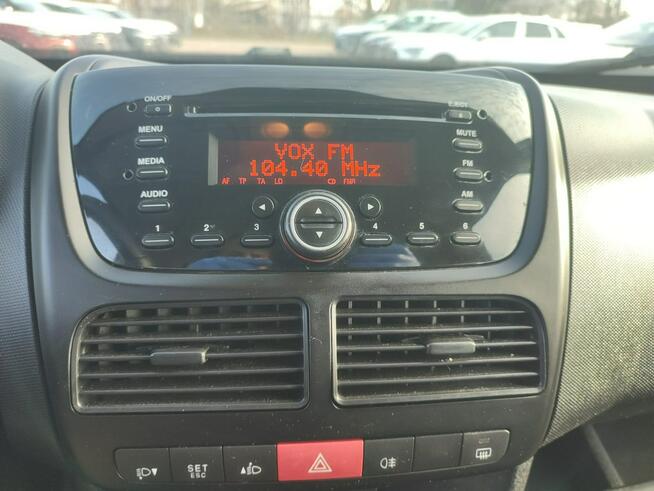 ON/OFF
EJECT
MENU
MUTE
VOX FM
104.40 MHz
MEDIA
FM
AF TP TA LO CD FNR
AUDIO
AM
1 2 3 4 5 6
SET
ESC